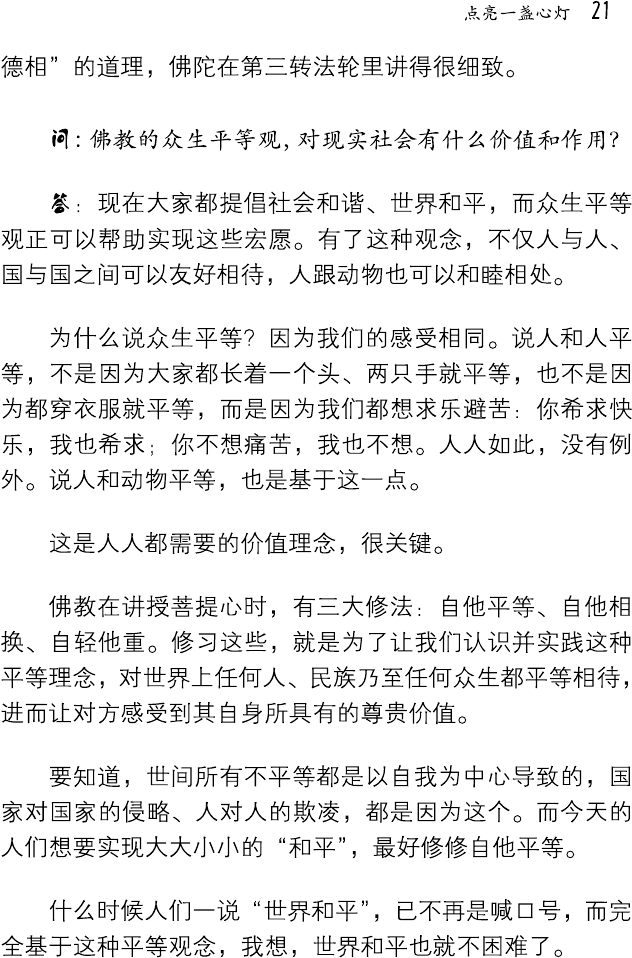 点亮一盏心灯 21
德相”的道理，佛陀在第三转法轮里讲得很细致。
问：佛教的众生平等观，对现实社会有什么价值和作用？
答：现在大家都提倡社会和谐、世界和平，而众生平等
观正可以帮助实现这些宏愿。有了这种观念，不仅人与人、
国与国之间可以友好相待，人跟动物也可以和睦相处。
为什么说众生平等？因为我们的感受相同。说人和人平
等，不是因为大家都长着一个头、两只手就平等，也不是因
为都穿衣服就平等，而是因为我们都想求乐避苦：你希求快
乐，我也希求；你不想痛苦，我也不想。人人如此，没有例
外。说人和动物平等，也是基于这一点。
这是人人都需要的价值理念，很关键。
佛教在讲授菩提心时，有三大修法：自他平等、自他相
换、自轻他重。修习这些，就是为了让我们认识并实践这种
平等理念，对世界上任何人、民族乃至任何众生都平等相待，
进而让对方感受到其自身所具有的尊贵价值。
要知道，世间所有不平等都是以自我为中心导致的，国
家对国家的侵略、人对人的欺凌，都是因为这个。而今天的
人们想要实现大大小小的“和平”，最好修修自他平等。
什么时候人们一说“世界和平”，已不再是喊口号，而完
全基于这种平等观念，我想，世界和平也就不困难了。